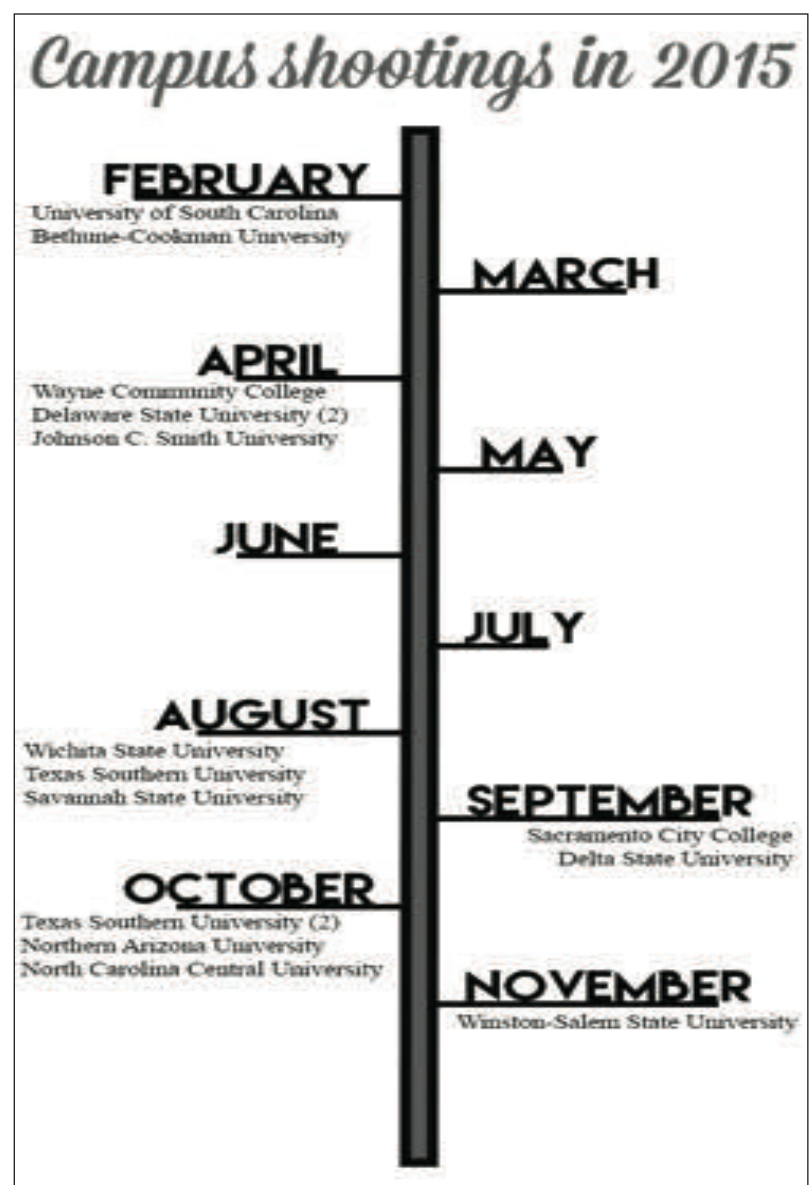 Campus shootings in 2015
FEBRUARY
University of South Carolina
Bethune-Cookman University
MARCH
APRIL
Wayne Community College
Delaware State University (2)
Johnson C. Smith University
MAY
JUNE
JULY
AUGUST
Wichita State University
Texas Southern University
Savannah State University
SEPTEMBER
Sacramento City College
Delta State University
OCTOBER
Texas Southern University (2)
Northern Arizona University
North Carolina Central University
NOVEMBER
Winston-Salem State University